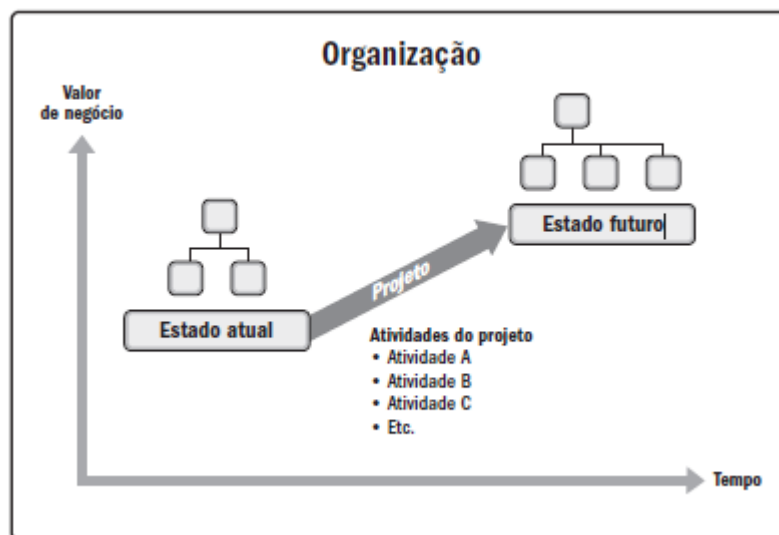 Organização
Valor
de negócio
Estado futuro
Projeto
Estado atual
Atividades do projeto
• Atividade A
• Atividade B
• Atividade C
• Etc.
Tempo